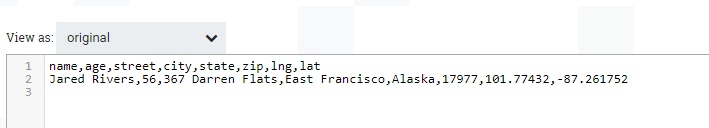 View as: original
1 name,age,street,city,state,zip,lng,lat
2 Jared Rivers,56,367 Darren Flats,East Francisco,Alaska,17977,101.77432,-87.261752
3